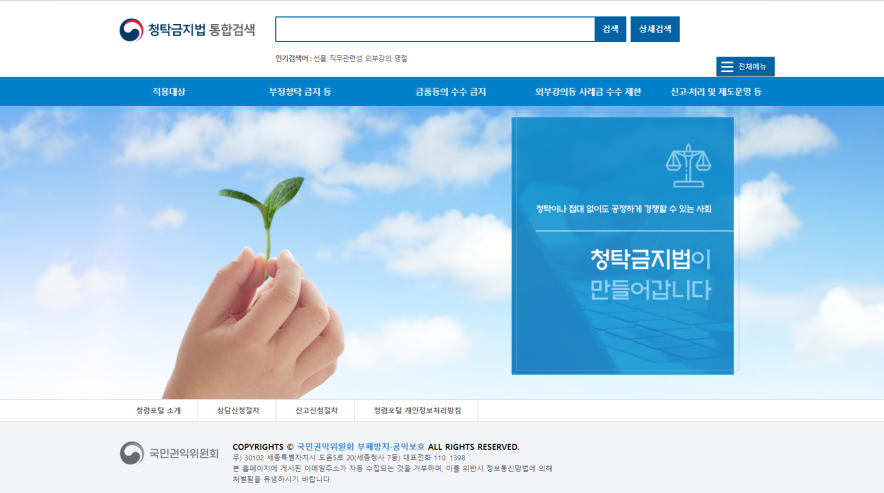 청탁금지법 통합검색
검색
상세검색
인기검색어 : 선물, 직무관련성, 외부강의, 명절
전체메뉴
적용대상
부정청탁 금지 등
금품등의 수수 금지
외부강의등 사례금 수수 제한
신고·처리 및 제도운영 등
청탁이나 접대 없이도 공정하게 경쟁할 수 있는 사회
청탁금지법이
만들어갑니다
청렴포털 소개
상담신청절차
신고신청절차
청렴포털 개인정보처리방침
국민권익위원회
COPYRIGHTS © 국민권익위원회 부패방지·공익보호 ALL RIGHTS RESERVED.
우) 30102 세종특별자치시 도움5로 20(세종청사 7동) 대표전화 110, 1398
본 홈페이지에 게시된 이메일주소가 자동 수집되는 것을 거부하며, 이를 위반시 정보통신망법에 의해
처벌됨을 유념하시기 바랍니다.